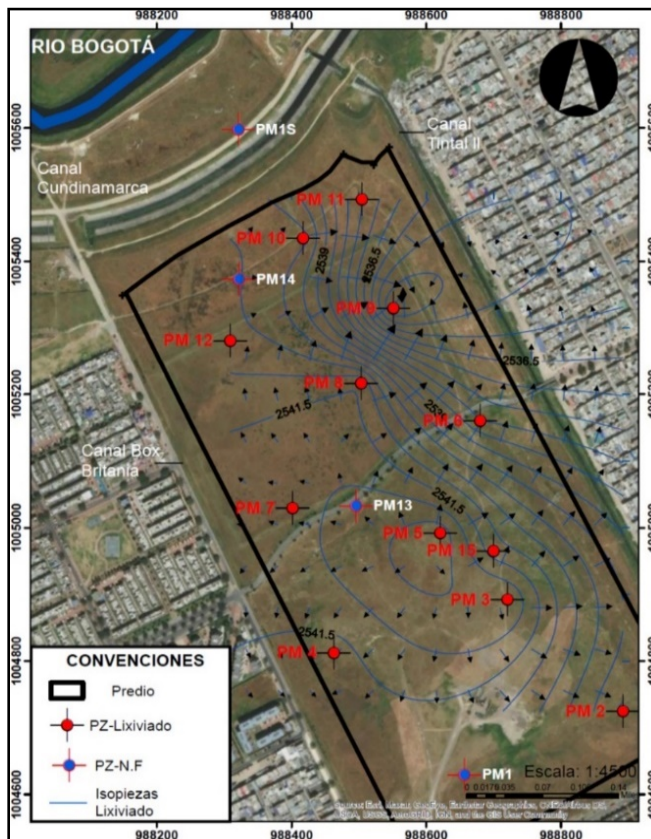 988200 988400 988600 988800
RIO BOGOTÁ
1005600
PM1S
Canal
Tintal II
Canal
Cundinamarca
PM 11
PM 10
2539
2536.5
1005400
1005400
PM14
PM 9
PM 12
2536.5
PM 8
1005200
1005200
2541.5
PM 6
Canal Box
Britania
2541.5
PM 7
PM13
1005000
PM 5
PM 15
PM 3
2541.5
PM 4
1004800
1004800
PM 2
CONVENCIONES
Predio
PZ-Lixiviado
PZ-N.F
Isopiezas
Lixiviado
PM1
Escala: 1:4500
1004600
988200 988400 988600 988800